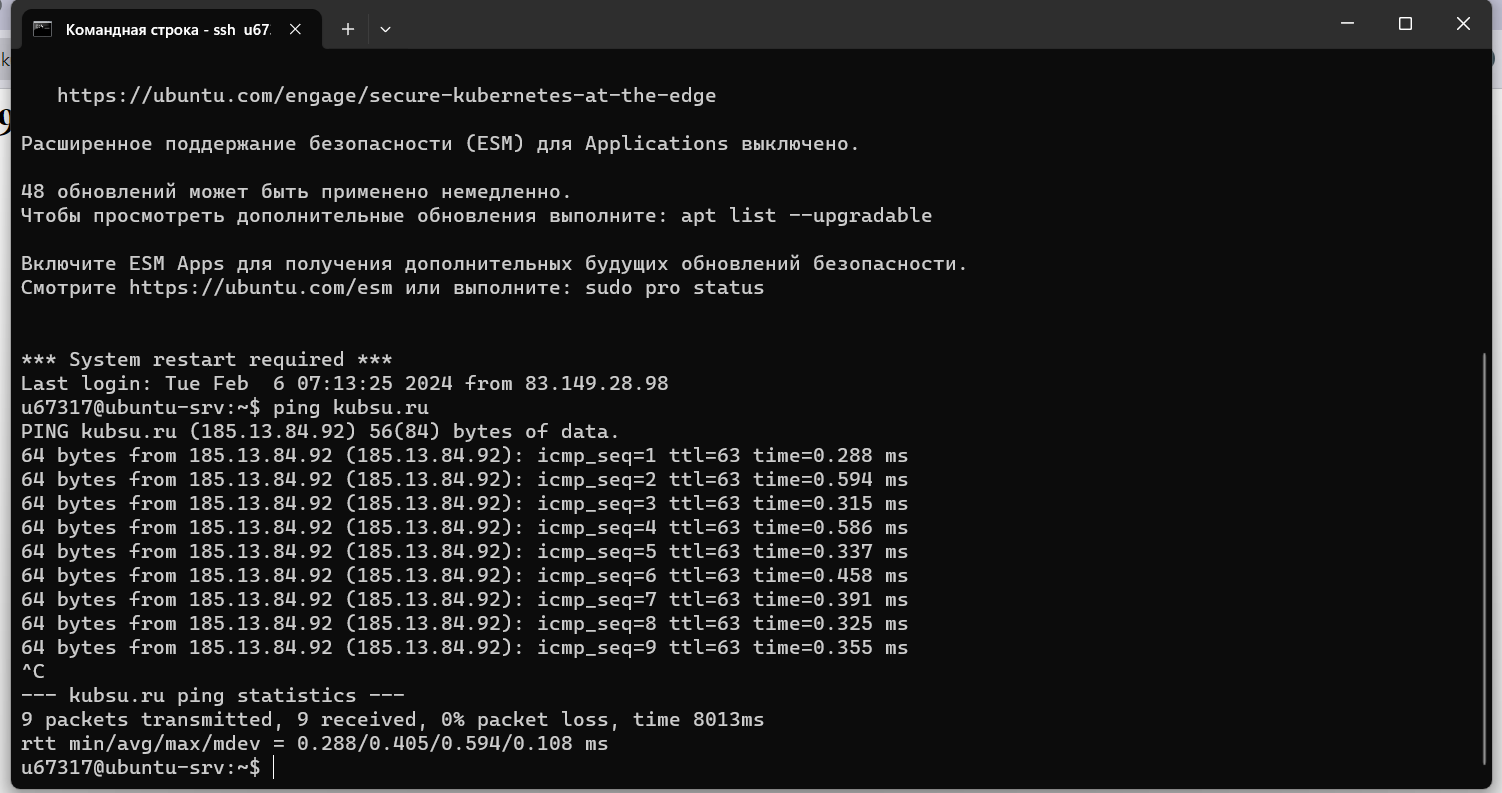 Командная строка - ssh u67
https://ubuntu.com/engage/secure-kubernetes-at-the-edge
Расширенное поддержание безопасности (ESM) для Applications выключено.
48 обновлений может быть применено немедленно.
Чтобы просмотреть дополнительные обновления выполните: apt list --upgradable
Включите ESM Apps для получения дополнительных будущих обновлений безопасности.
Смотрите https://ubuntu.com/esm или выполните: sudo pro status
*** System restart required ***
Last login: Tue Feb  6 07:13:25 2024 from 83.149.28.98
u67317@ubuntu-srv:~$ ping kubsu.ru
PING kubsu.ru (185.13.84.92) 56(84) bytes of data.
64 bytes from 185.13.84.92 (185.13.84.92): icmp_seq=1 ttl=63 time=0.288 ms
64 bytes from 185.13.84.92 (185.13.84.92): icmp_seq=2 ttl=63 time=0.594 ms
64 bytes from 185.13.84.92 (185.13.84.92): icmp_seq=3 ttl=63 time=0.315 ms
64 bytes from 185.13.84.92 (185.13.84.92): icmp_seq=4 ttl=63 time=0.586 ms
64 bytes from 185.13.84.92 (185.13.84.92): icmp_seq=5 ttl=63 time=0.337 ms
64 bytes from 185.13.84.92 (185.13.84.92): icmp_seq=6 ttl=63 time=0.458 ms
64 bytes from 185.13.84.92 (185.13.84.92): icmp_seq=7 ttl=63 time=0.391 ms
64 bytes from 185.13.84.92 (185.13.84.92): icmp_seq=8 ttl=63 time=0.325 ms
64 bytes from 185.13.84.92 (185.13.84.92): icmp_seq=9 ttl=63 time=0.355 ms
^C
--- kubsu.ru ping statistics ---
9 packets transmitted, 9 received, 0% packet loss, time 8013ms
rtt min/avg/max/mdev = 0.288/0.405/0.594/0.108 ms
u67317@ubuntu-srv:~$